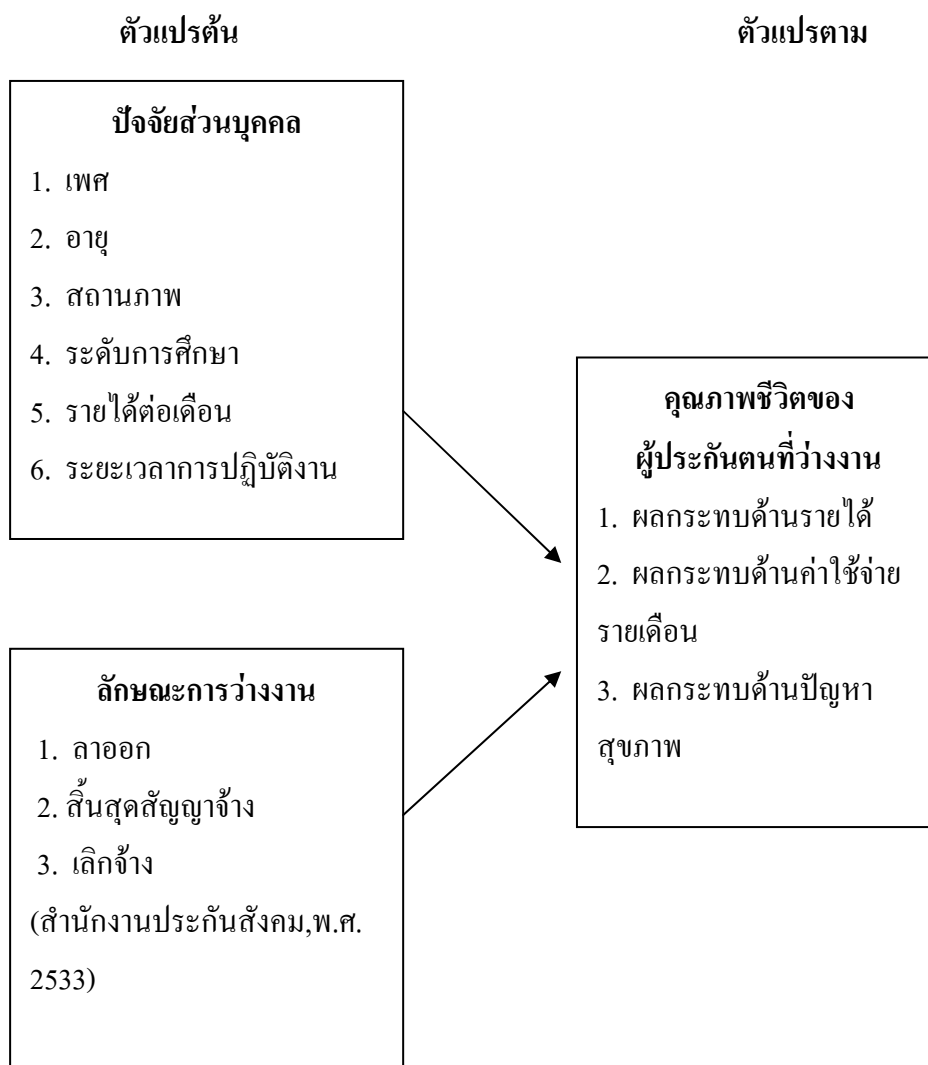 ตัวแปรต้น
ตัวแปรตาม
ปัจจัยส่วนบุคคล
1. เพศ
2. อายุ
3. สถานภาพ
4. ระดับการศึกษา
5. รายได้ต่อเดือน
6. ระยะเวลาการปฏิบัติงาน
ลักษณะการว่างงาน
1. ลาออก
2. สิ้นสุดสัญญาจ้าง
3. เลิกจ้าง
(สำนักงานประกันสังคม,พ.ศ.
2533)
คุณภาพชีวิตของ
ผู้ประกันตนที่ว่างงาน
1. ผลกระทบด้านรายได้
2. ผลกระทบด้านค่าใช้จ่าย
รายเดือน
3. ผลกระทบด้านปัญหา
สุขภาพ